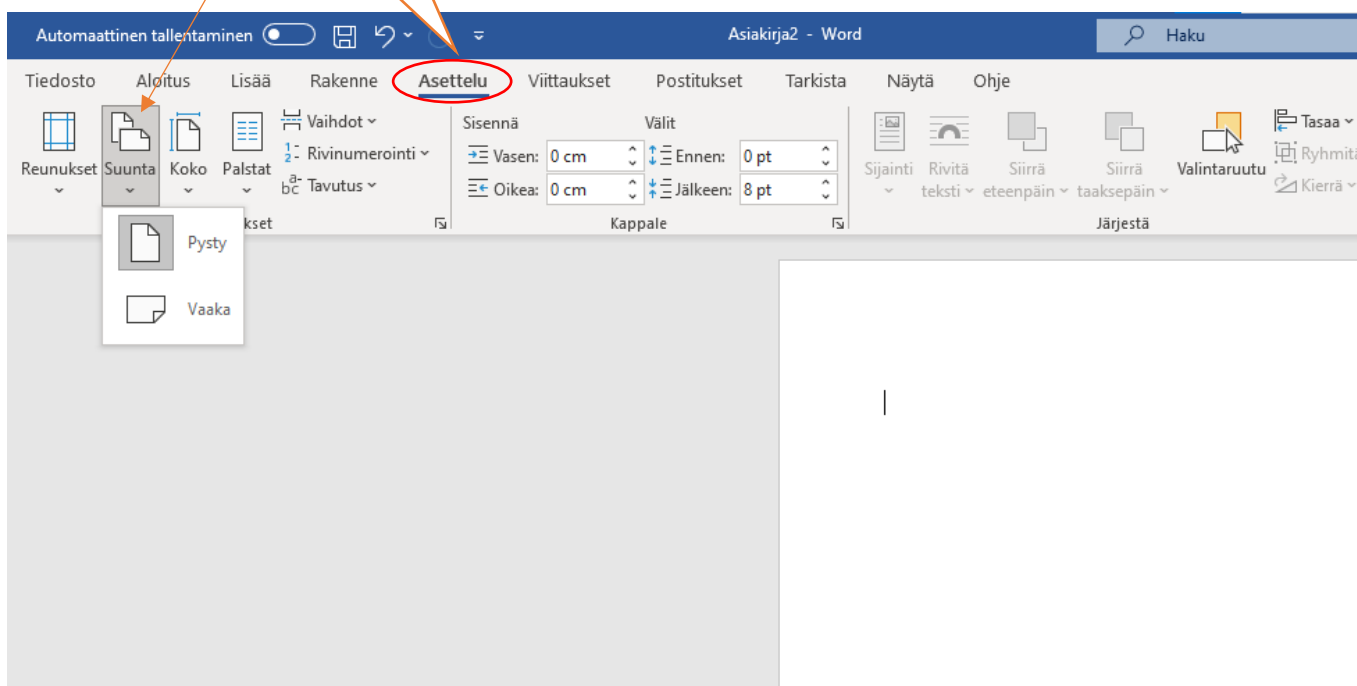 Automaattinen tallentaminen
Asiakirja2 - Word
Haku
Tiedosto Aloitus Lisää Rakenne Asettelu Viittaukset Postitukset Tarkista Näytä Ohje
Reunukset Suunta Koko Palstat
Vaihdot
Rivinumerointi
Tavutus
Sisennä Välit
Vasen: 0 cm Ennen: 0 pt
Oikea: 0 cm Jälkeen: 8 pt
Kappale
Sijainti
Rivitä
teksti
Siirrä
eteenpäin
Siirrä
taaksepäin
Valintaruutu
Tasaa
Ryhmitä
Kierrä
Järjestä
kset
Pysty
Vaaka